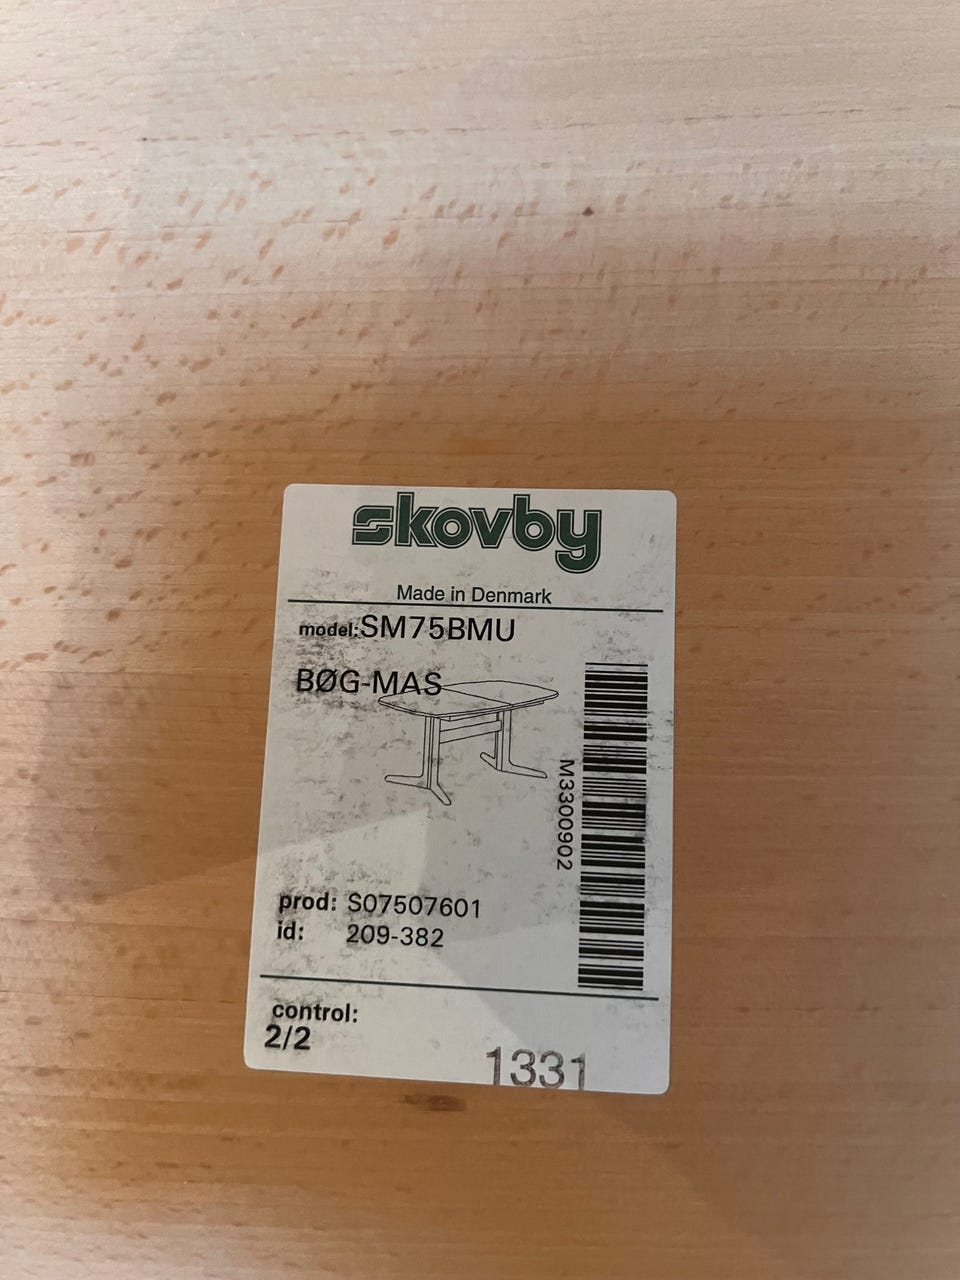 skovby
Made in Denmark
model:SM75BMU
BØG-MAS
M3300902
prod: S07507601
id: 209-382
control:
2/2
1331